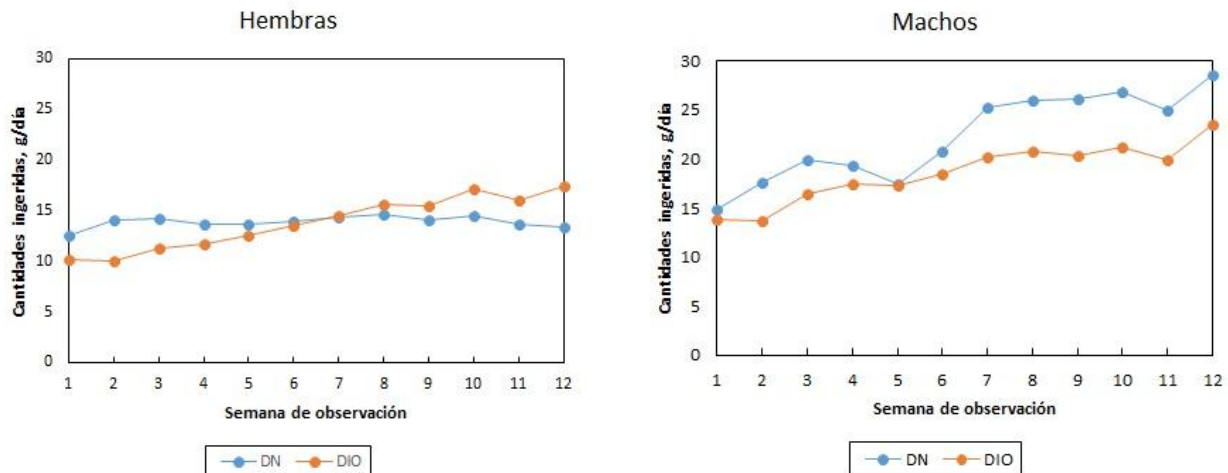 Hembras
Cantidades ingeridas, g/día
30
25
20
15
10
5
0
1 2 3 4 5 6 7 8 9 10 11 12
Semana de observación
DN DIO
Machos
Cantidades ingeridas, g/día
30
25
20
15
10
5
0
1 2 3 4 5 6 7 8 9 10 11 12
Semana de observación
DN DIO